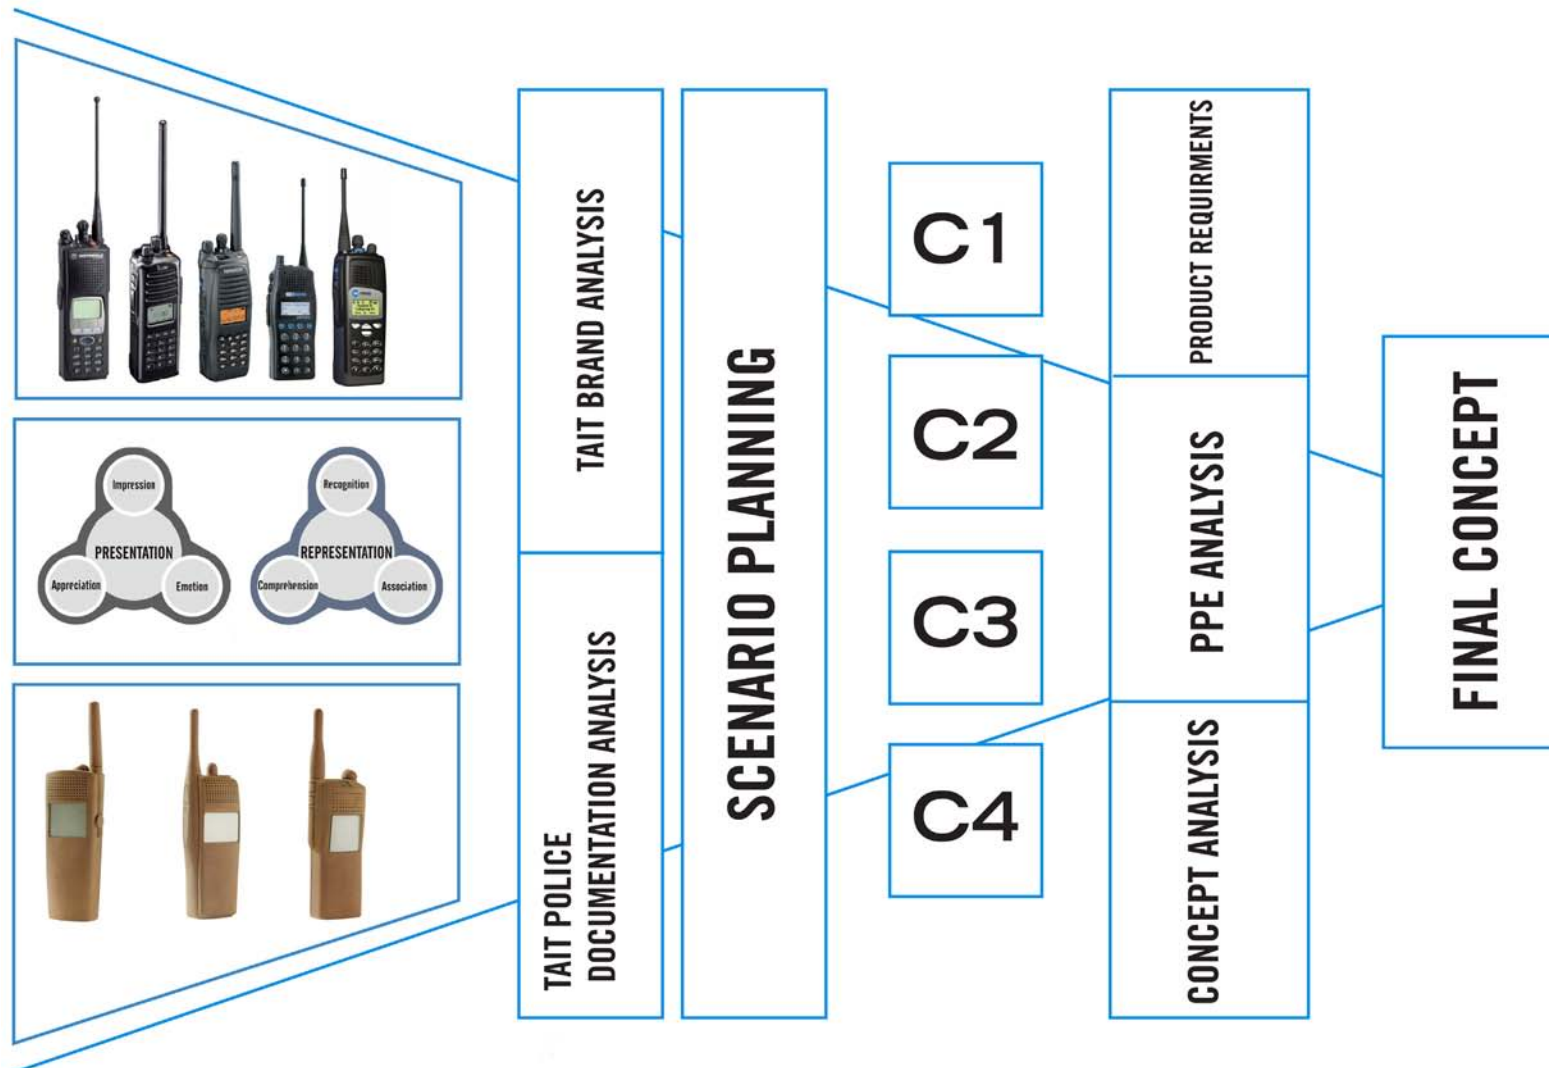 Impression
PRESENTATION
Appreciation
Emotion
Recognition
REPRESENTATION
Comprehension
Association
TAIT BRAND ANALYSIS
TAIT POLICE
DOCUMENTATION ANALYSIS
SCENARIO PLANNING
C1
C2
C3
C4
PRODUCT REQUIRMENTS
PPE ANALYSIS
CONCEPT ANALYSIS
FINAL CONCEPT